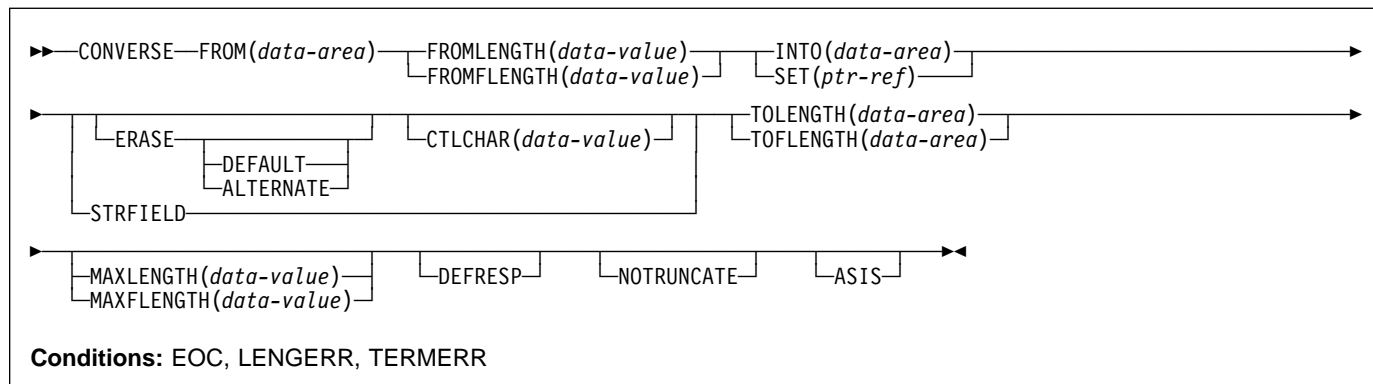 CONVERSE FROM(data-area) FROMLENGTH(data-value) INTO(data-area)
FROMFLENGTH(data-value) SET(ptr-ref)
TOLENGTH(data-area)
ERASE CTLCHAR(data-value) TOFLENGTH(data-area)
DEFAULT
ALTERNATE
STRFIELD
MAXLENGTH(data-value) DEFRESP NOTRUNCATE ASIS
MAXFLENGTH(data-value)
Conditions: EOC, LENGERR, TERMERR